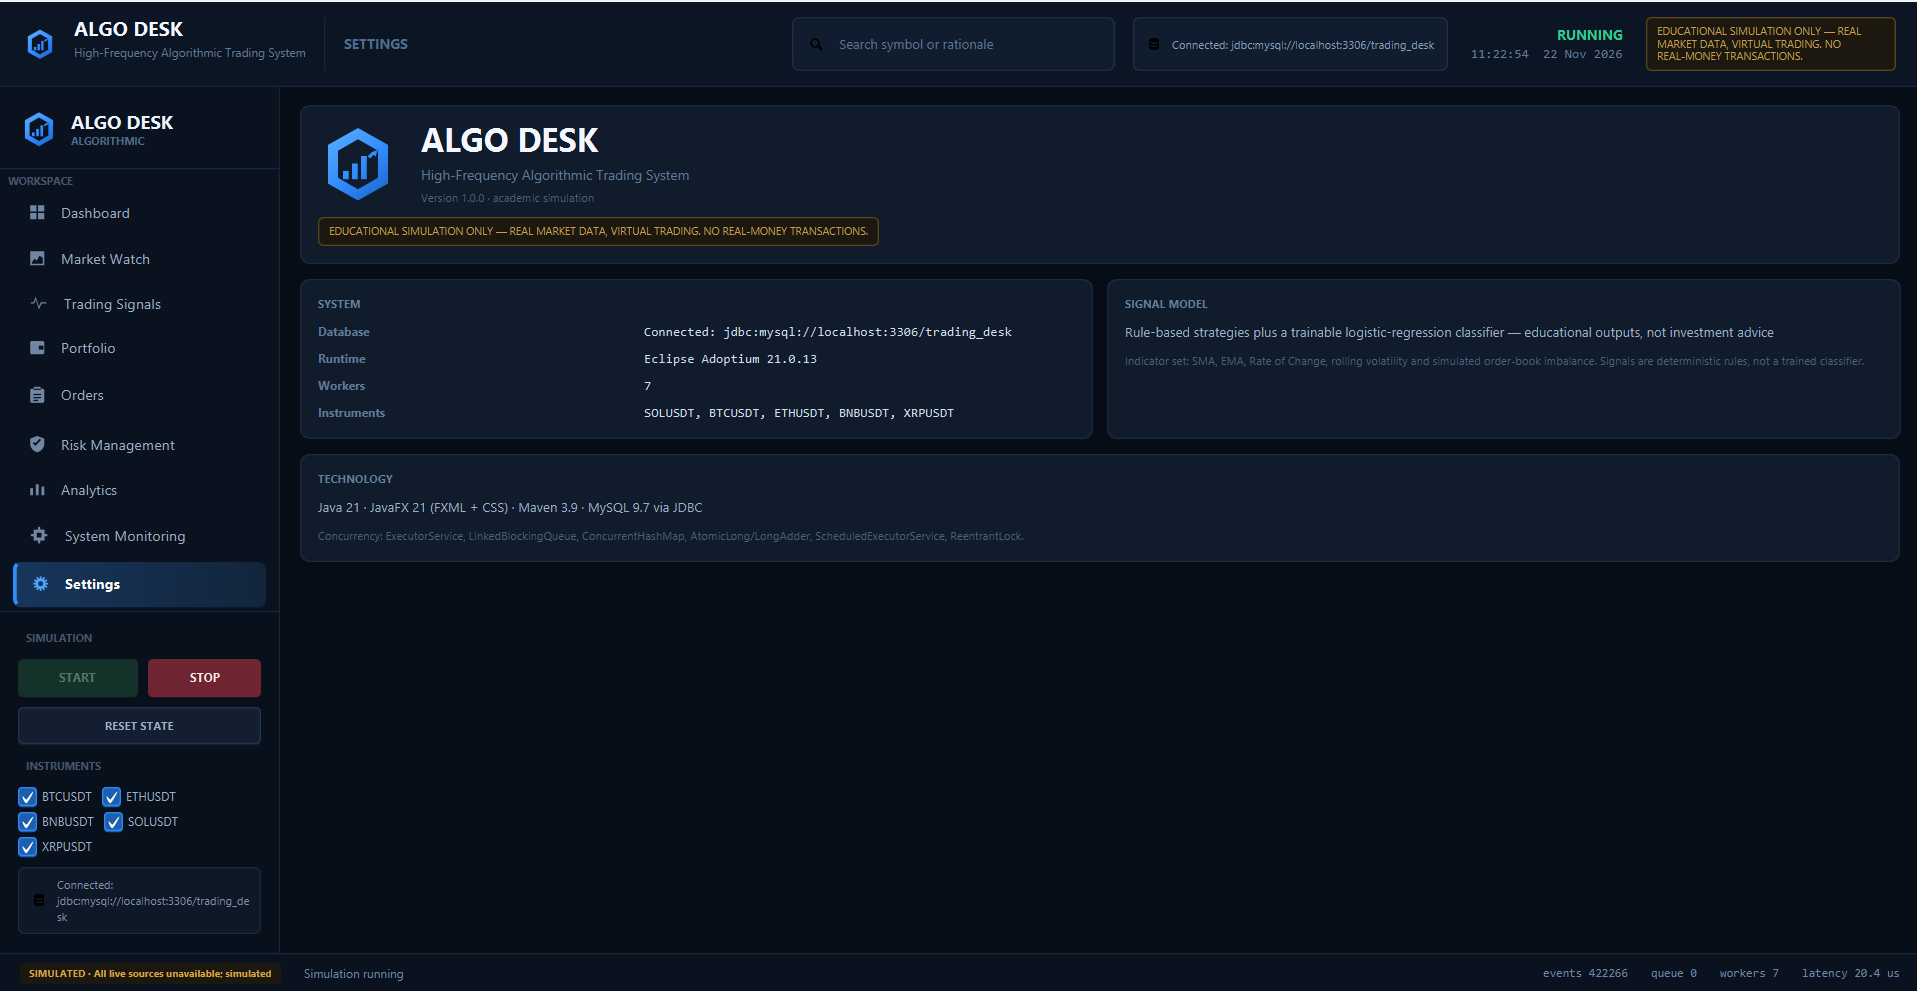 ALGO DESK
High-Frequency Algorithmic Trading System
SETTINGS
Search symbol or rationale
Connected: jdbc:mysql://localhost:3306/trading_desk
RUNNING
11:22:54 22 Nov 2026
EDUCATIONAL SIMULATION ONLY — REAL
MARKET DATA, VIRTUAL TRADING. NO
REAL-MONEY TRANSACTIONS.
ALGO DESK
ALGORITHMIC
WORKSPACE
Dashboard
Market Watch
Trading Signals
Portfolio
Orders
Risk Management
Analytics
System Monitoring
Settings
SIMULATION
START STOP
RESET STATE
INSTRUMENTS
BTCUSDT ETHUSDT
BNBUSDT SOLUSDT
XRPUSDT
Connected:
jdbc:mysql://localhost:3306/trading_de
sk
ALGO DESK
High-Frequency Algorithmic Trading System
Version 1.0.0 · academic simulation
EDUCATIONAL SIMULATION ONLY — REAL MARKET DATA, VIRTUAL TRADING. NO REAL-MONEY TRANSACTIONS.
SYSTEM
Database Connected: jdbc:mysql://localhost:3306/trading_desk
Runtime Eclipse Adoptium 21.0.13
Workers 7
Instruments SOLUSDT, BTCUSDT, ETHUSDT, BNBUSDT, XRPUSDT
SIGNAL MODEL
Rule-based strategies plus a trainable logistic-regression classifier — educational outputs, not investment advice
Indicator set: SMA, EMA, Rate of Change, rolling volatility and simulated order-book imbalance. Signals are deterministic rules, not a trained classifier.
TECHNOLOGY
Java 21 · JavaFX 21 (FXML + CSS) · Maven 3.9 · MySQL 9.7 via JDBC
Concurrency: ExecutorService, LinkedBlockingQueue, ConcurrentHashMap, AtomicLong/LongAdder, ScheduledExecutorService, ReentrantLock.
SIMULATED · All live sources unavailable; simulated
Simulation running
events 422266 queue 0 workers 7 latency 20.4 us